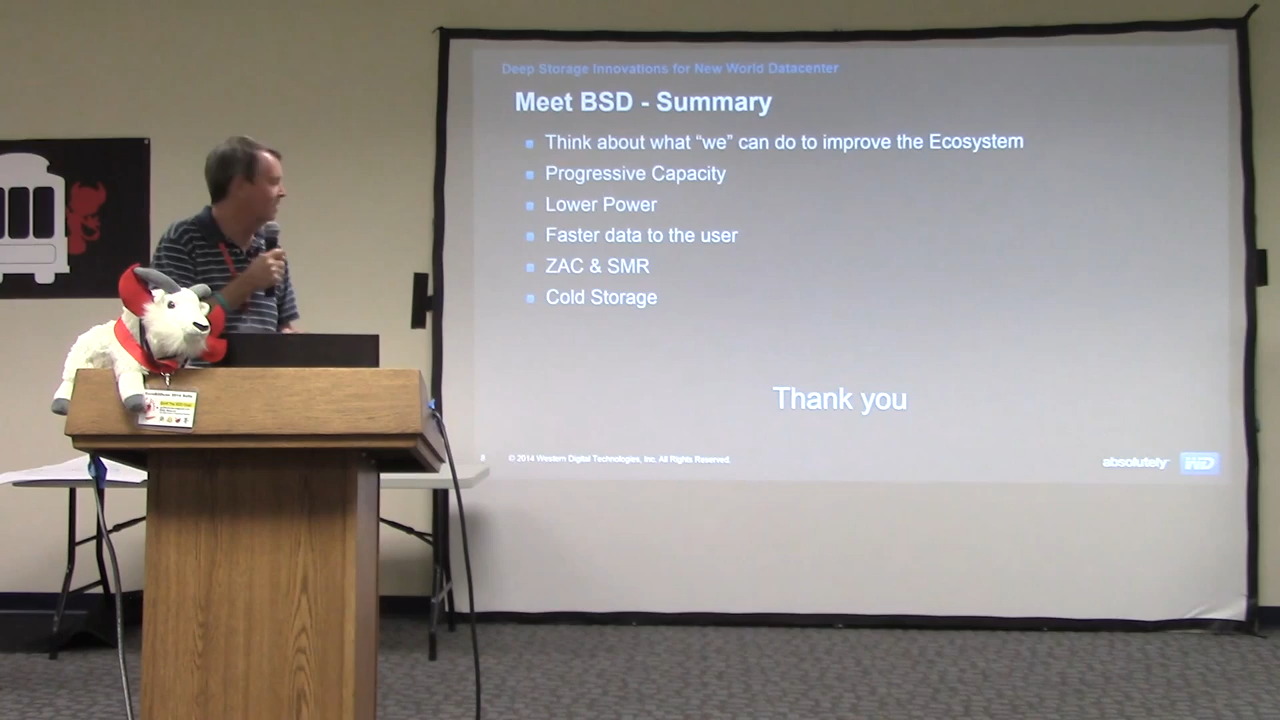 Deep Storage Innovations for New World Datacenter
Meet BSD - Summary
Think about what “we” can do to improve the Ecosystem
Progressive Capacity
Lower Power
Faster data to the user
ZAC & SMR
Cold Storage
Thank you
8 © 2014 Western Digital Technologies, Inc. All Rights Reserved.
absolutely WD